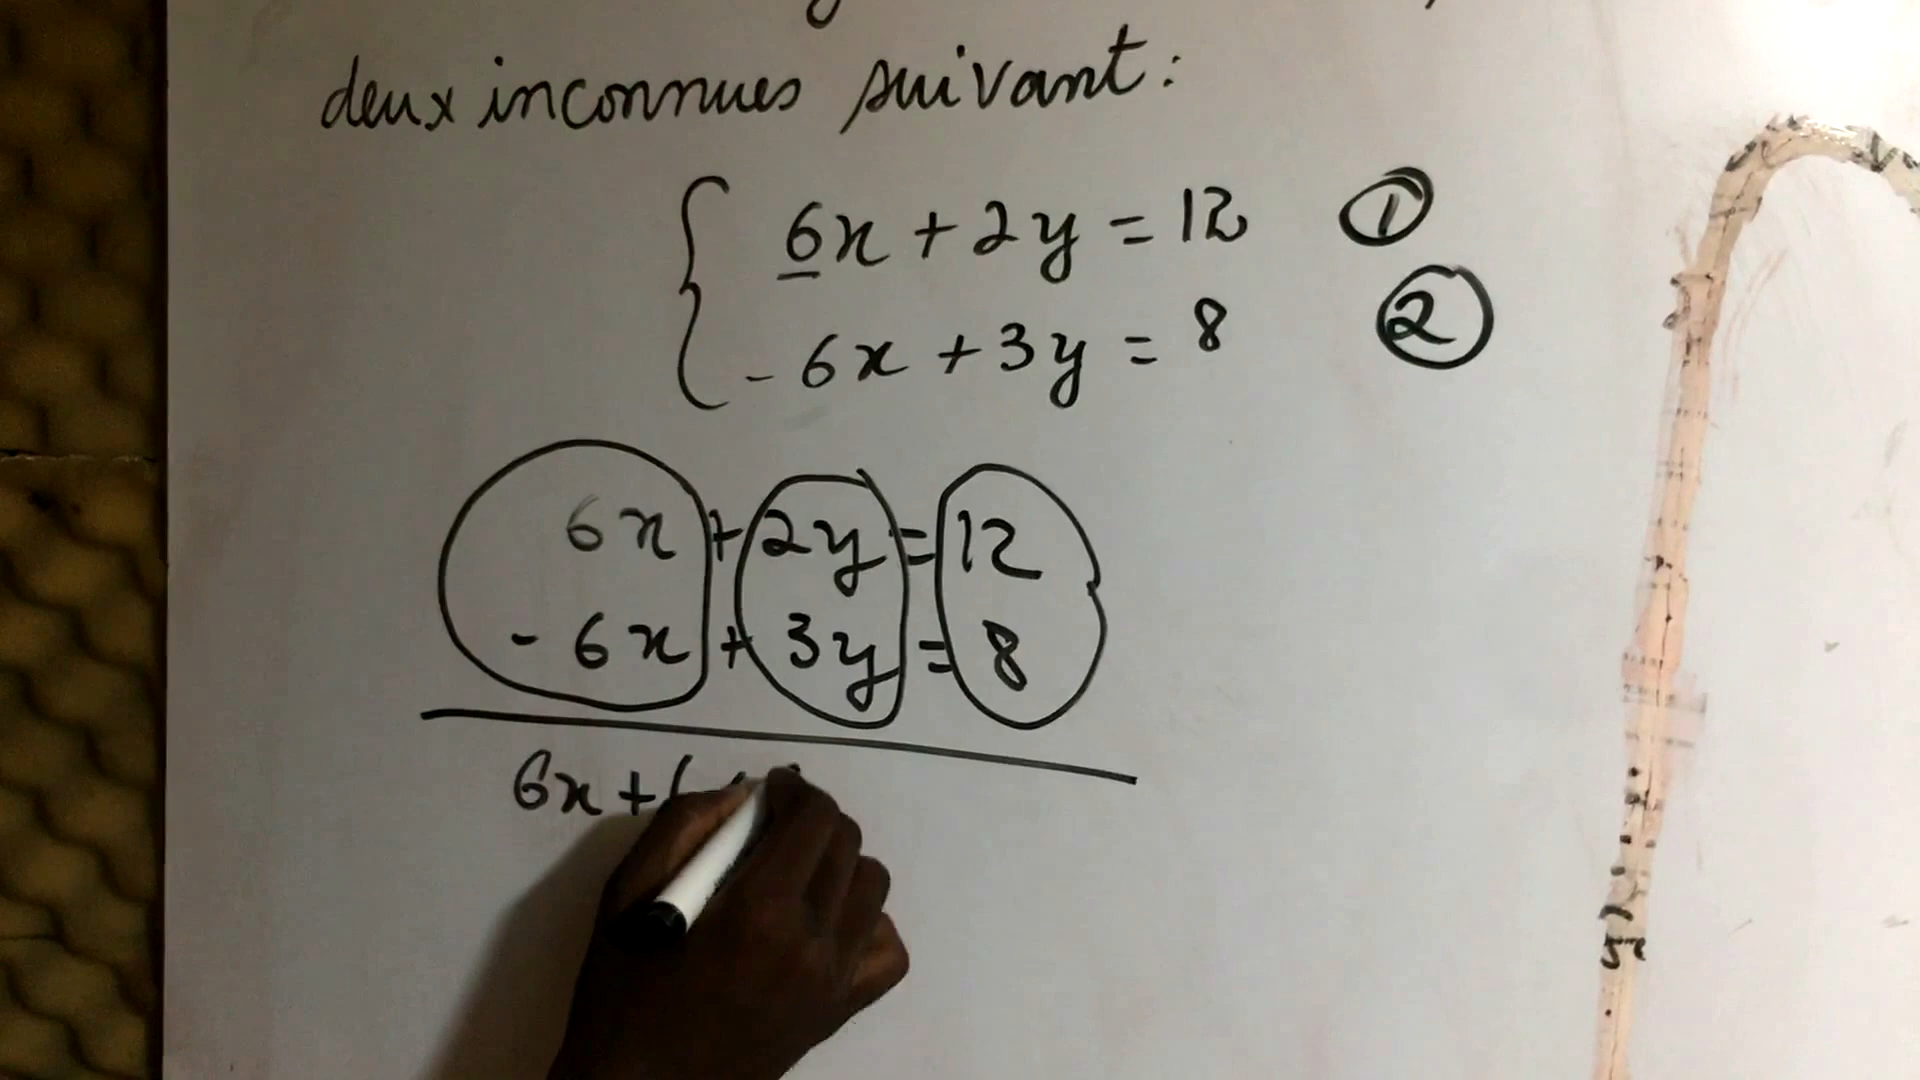 deux inconnues suivant:
6x + 2y = 12 ①
- 6x + 3y = 8 ②
6x + 2y = 12
- 6x + 3y = 8
6x + (